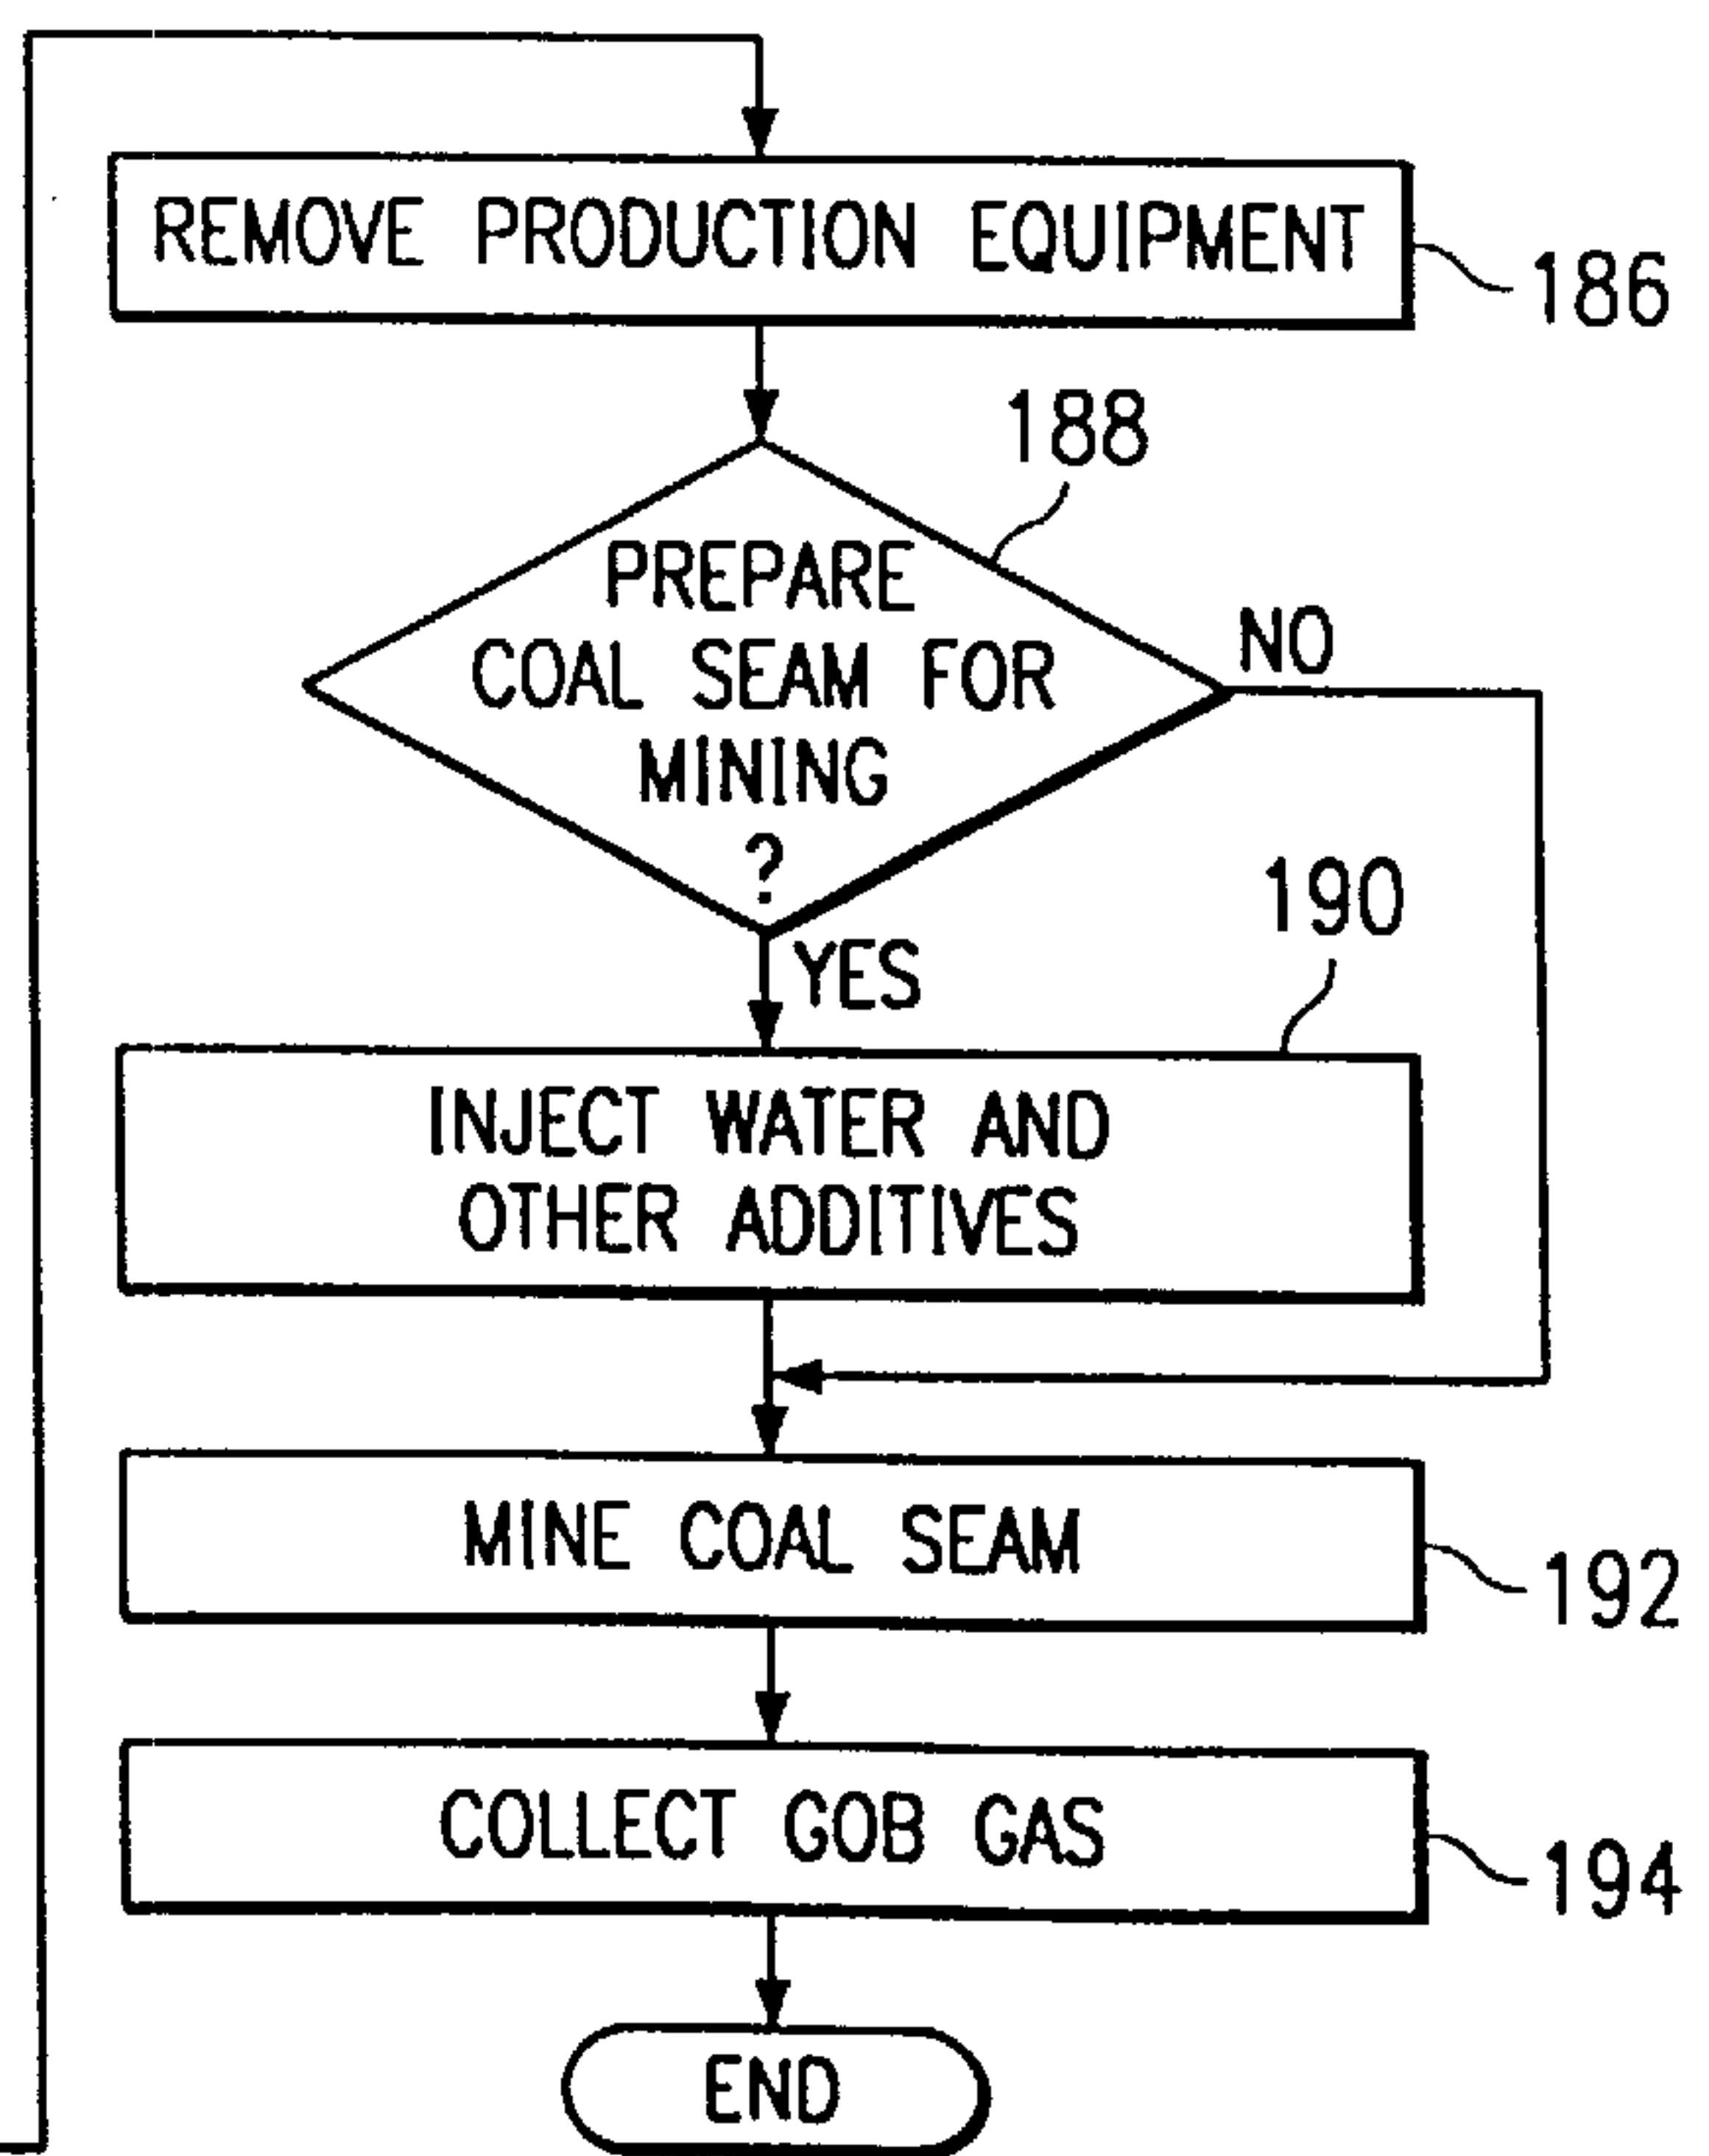 REMOVE PRODUCTION EQUIPMENT
186
188
PREPARE
COAL SEAM FOR
MINING
?
NO
YES
190
INJECT WATER AND
OTHER ADDITIVES
MINE COAL SEAM
192
COLLECT GOB GAS
194
END